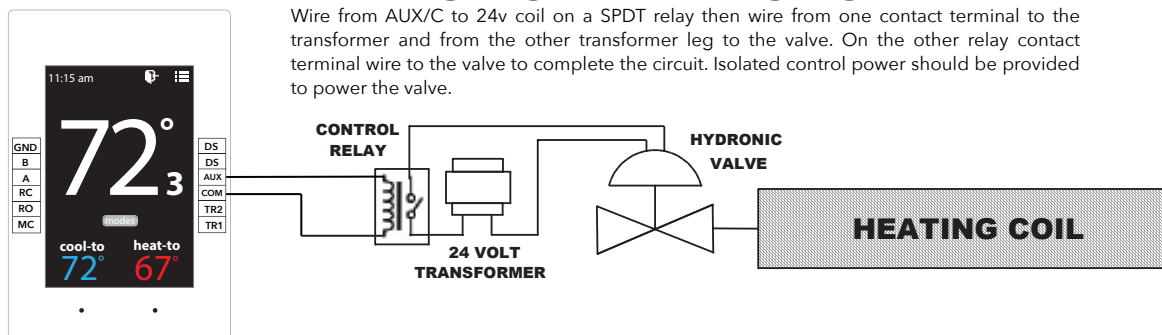 Wire from AUX/C to 24v coil on a SPDT relay then wire from one contact terminal to the
transformer and from the other transformer leg to the valve. On the other relay contact
terminal wire to the valve to complete the circuit. Isolated control power should be provided
to power the valve.
11:15 am
72°
3
modes
cool-to
72°
heat-to
67°
GND
B
A
RC
RO
MC
DS
DS
AUX
COM
TR2
TR1
CONTROL
RELAY
24 VOLT
TRANSFORMER
HYDRONIC
VALVE
HEATING COIL